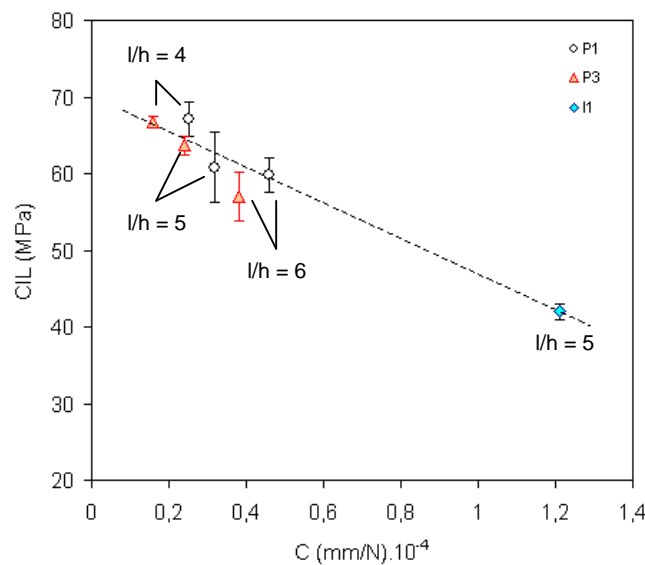 80
70
60
50
40
30
20
CIL (MPa)
l/h = 4
l/h = 5
l/h = 6
l/h = 5
P1
P3
I1
0
0,2
0,4
0,6
0,8
1
1,2
1,4
C (mm/N).10⁻⁴